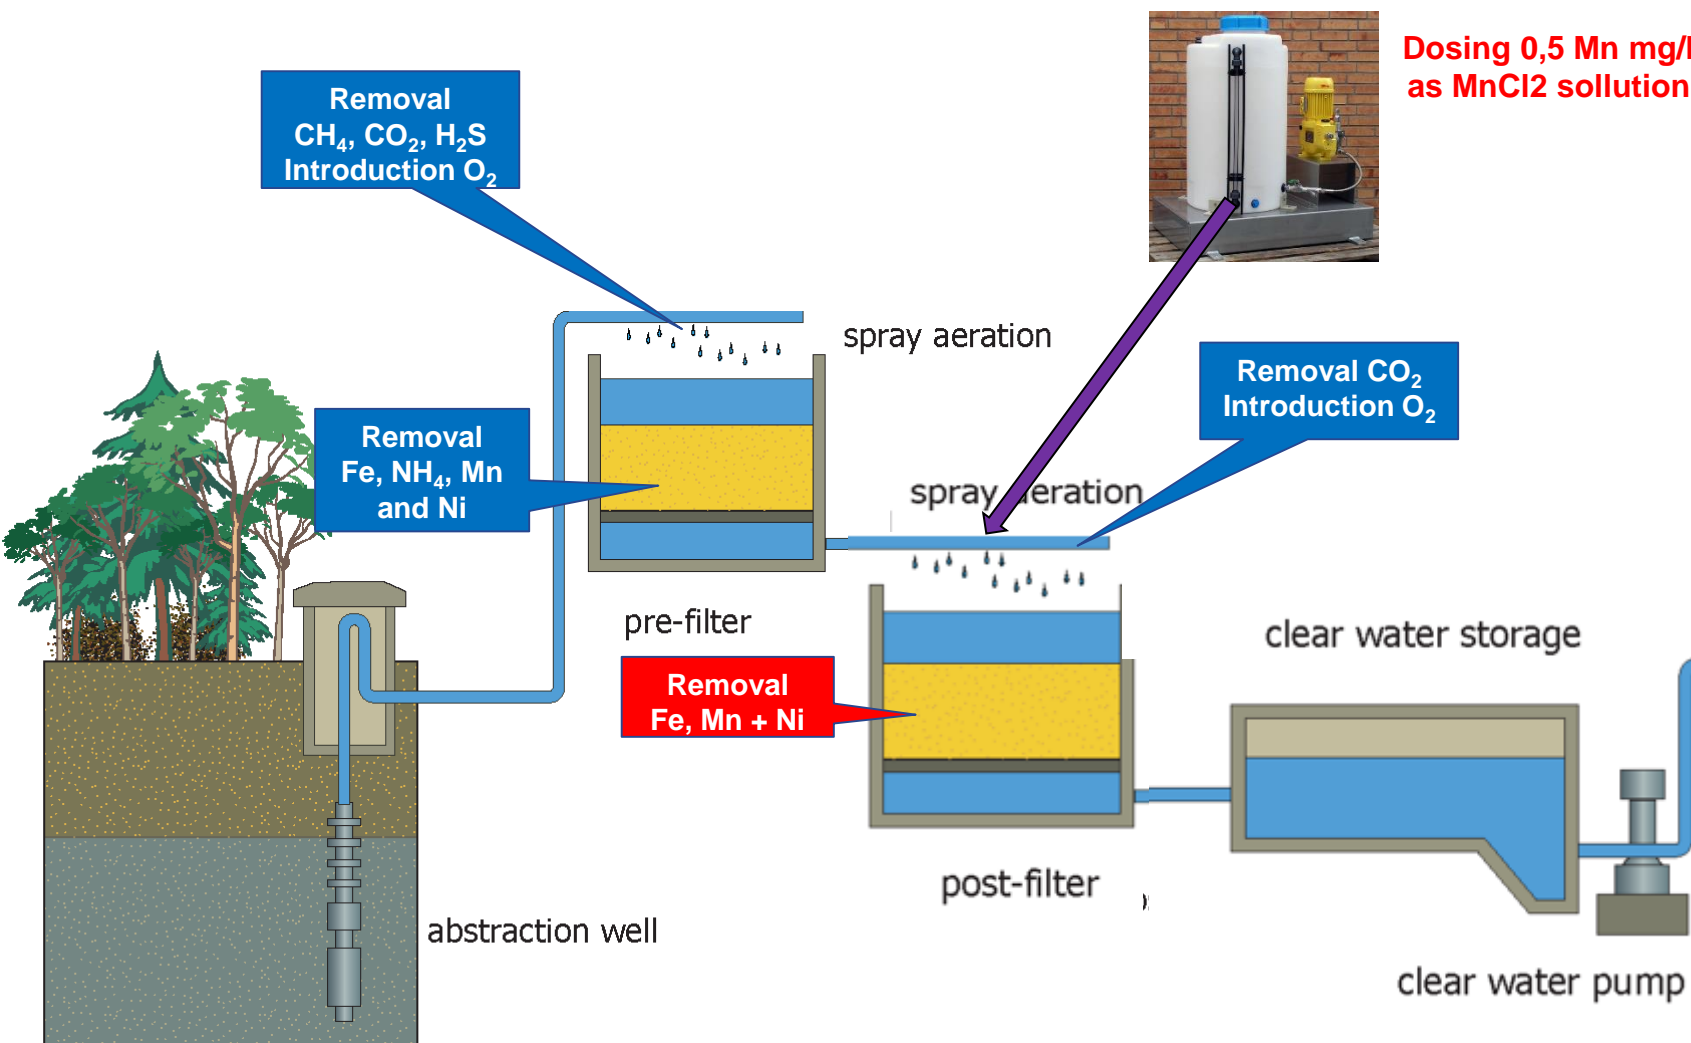 Dosing 0,5 Mn mg/l
as MnCl2 sollution
Removal
CH₄, CO₂, H₂S
Introduction O₂
spray aeration
Removal CO₂
Introduction O₂
Removal
Fe, NH₄, Mn
and Ni
spray aeration
pre-filter
clear water storage
Removal
Fe, Mn + Ni
post-filter
abstraction well
clear water pump